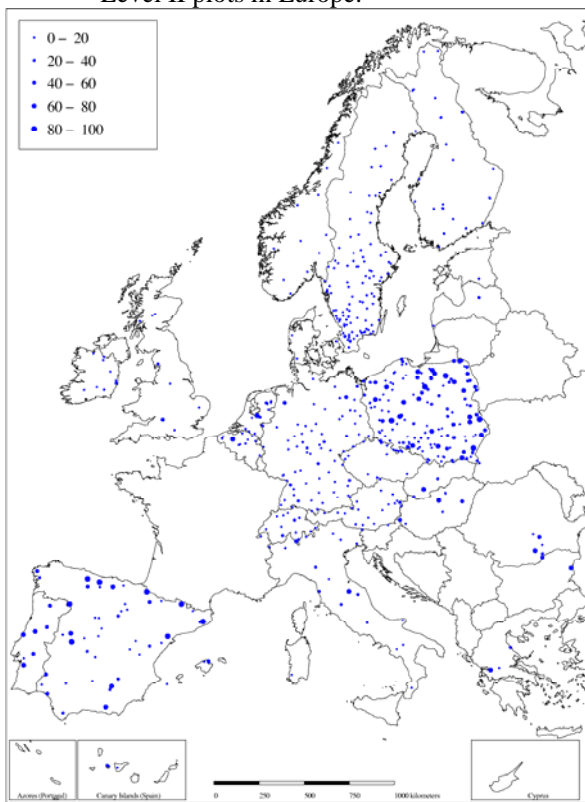 Level II plots in Europe.
0 – 20
20 – 40
40 – 60
60 – 80
80 – 100
0 250 500 750 1000 kilometers
Azores (Portugal)
Canary Islands (Spain)
Cyprus